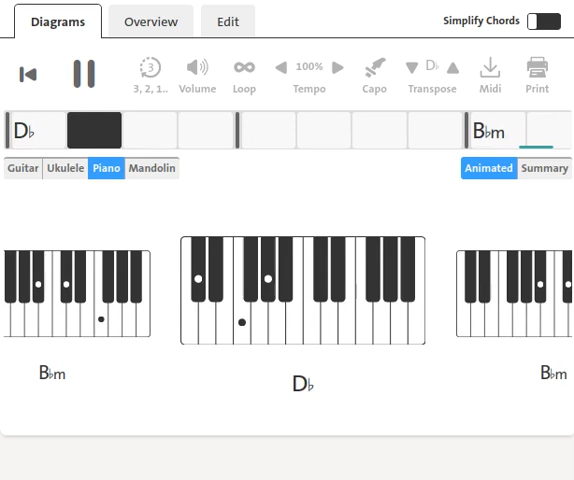 Diagrams Overview Edit Simplify Chords
3
100%
D♭
3, 2, 1.. Volume Loop Tempo Capo Transpose Midi Print
D♭ B♭m
Guitar Ukulele Piano Mandolin Animated Summary
B♭m D♭ B♭m